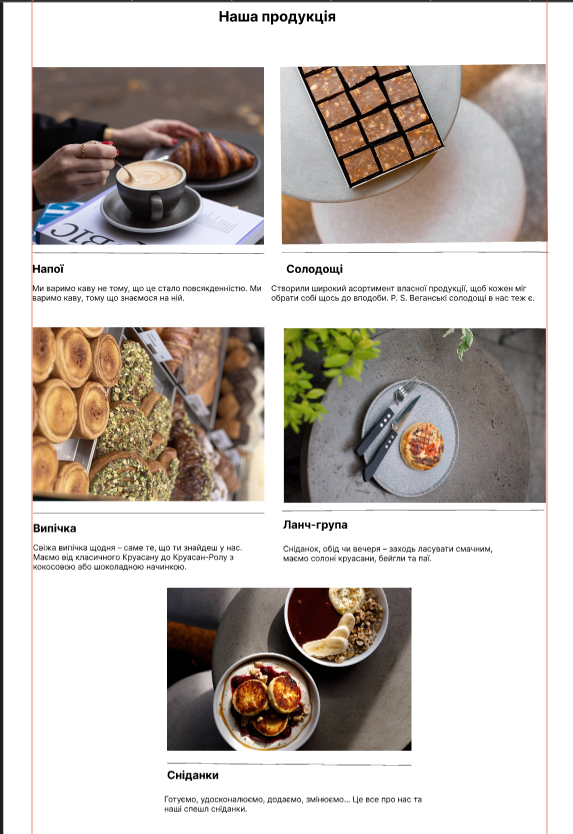 Наша продукція
Напої
Ми варимо каву не тому, що це стало повсякденністю. Ми
варимо каву, тому що знаємося на ній.
Солодощі
Створили широкий асортимент власної продукції, щоб кожен міг
обрати собі щось до вподоби. P. S. Веганські солодощі в нас теж є.
Випічка
Свіжа випічка щодня – саме те, що ти знайдеш у нас.
Маємо від класичного Круасану до Круасан-Ролу з
кокосовою або шоколадною начинкою.
Ланч-група
Сніданок, обід чи вечеря – заходь ласувати смачним,
маємо солоні круасани, бейгли та паї.
Сніданки
Готуємо, удосконалюємо, додаємо, змінюємо... Це все про нас та
наші спешл сніданки.